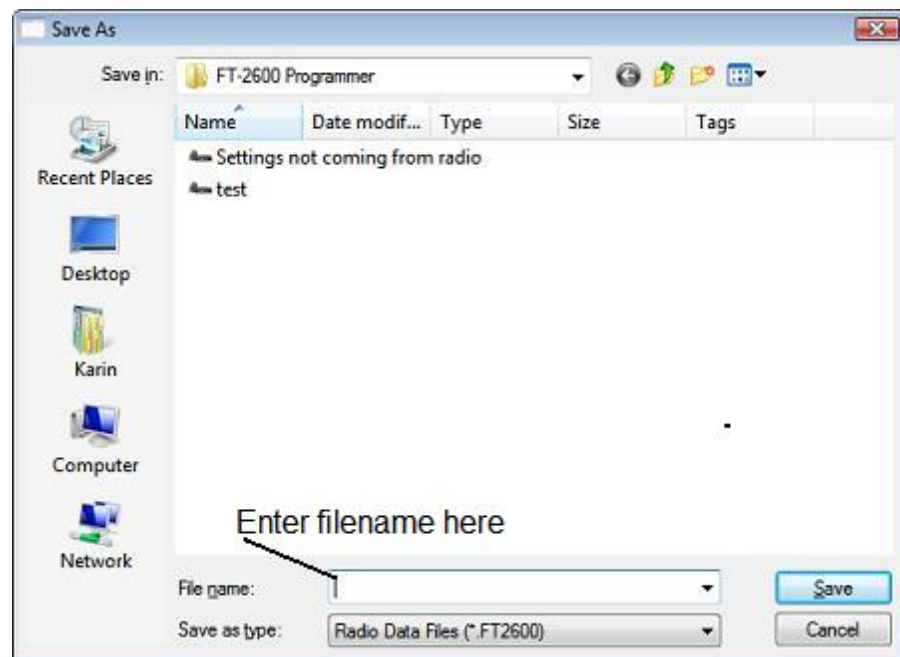 Save As
Save in: FT-2600 Programmer
Name Date modif... Type Size Tags
Settings not coming from radio
test
Recent Places
Desktop
Karin
Computer
Network
Enter filename here
File name: Save
Save as type: Radio Data Files (*.FT2600) Cancel